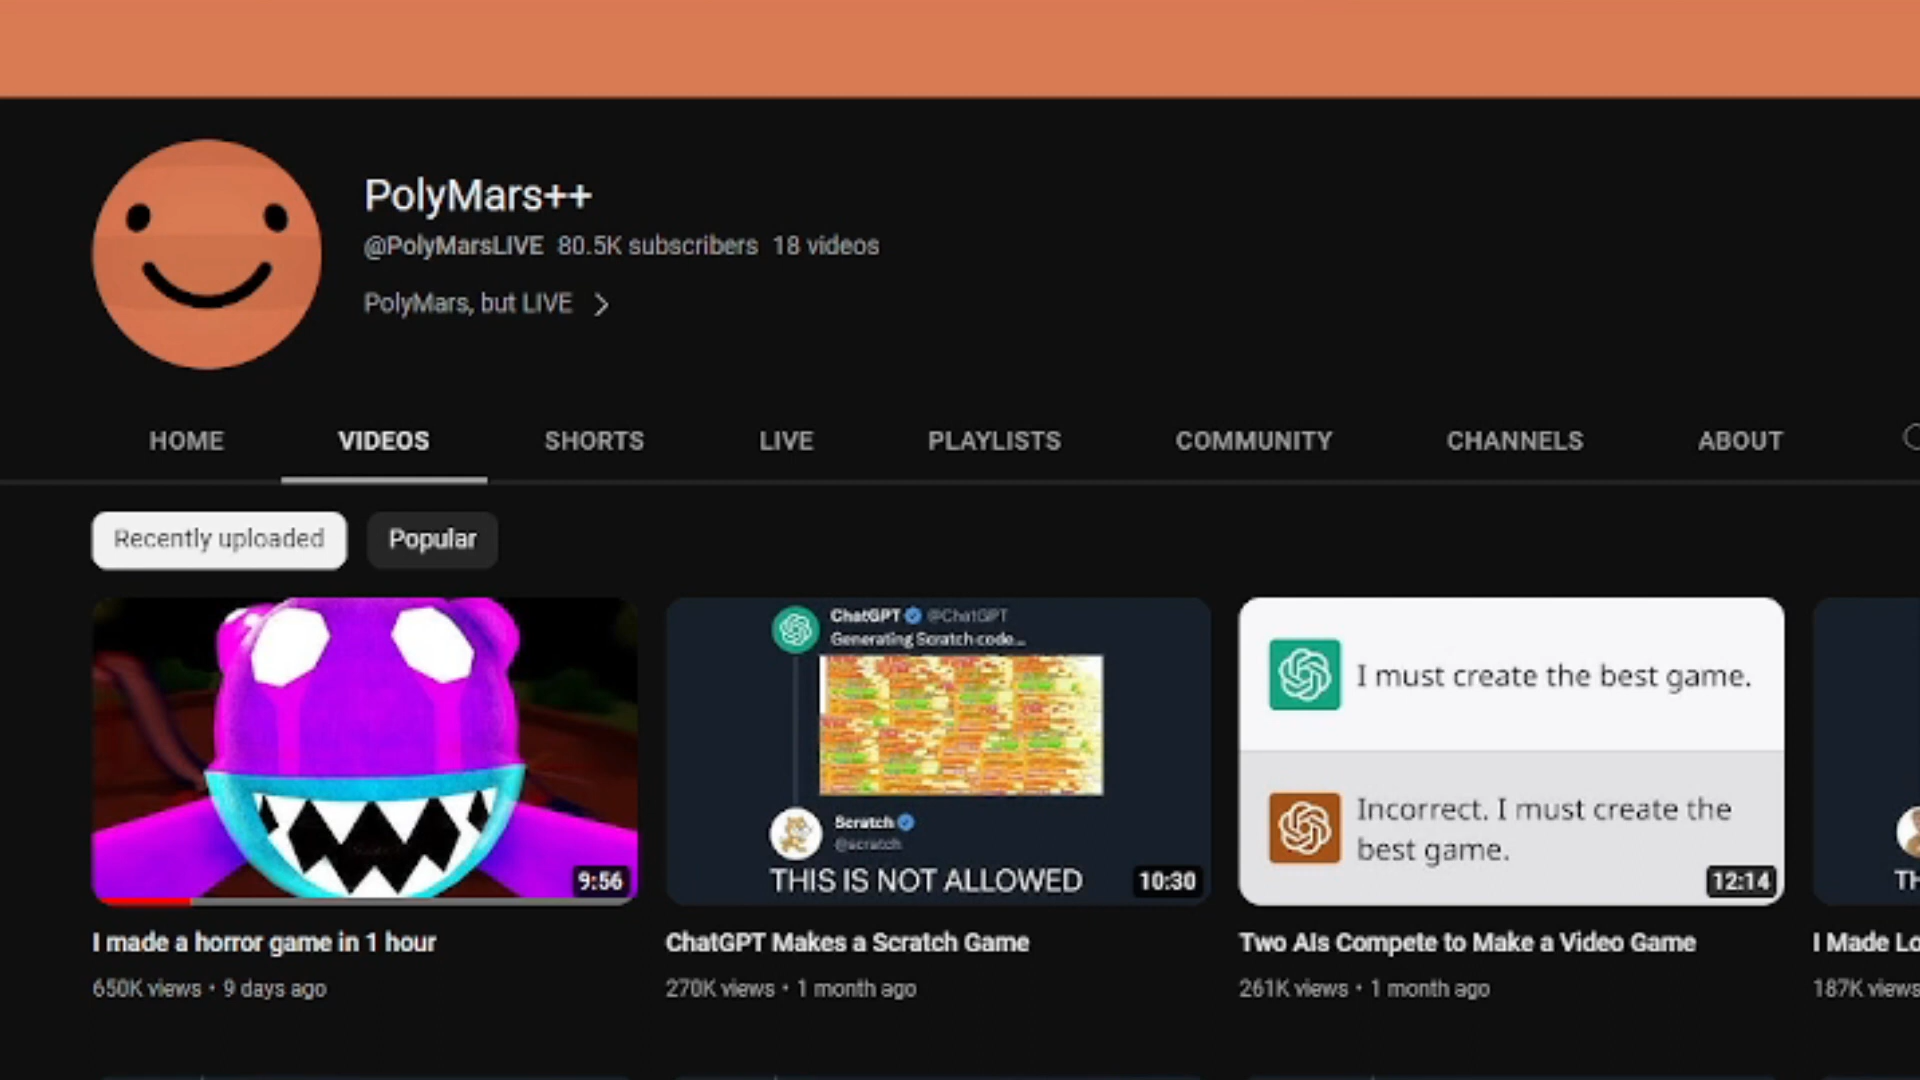 PolyMars++
@PolyMarsLIVE 80.5K subscribers 18 videos
PolyMars, but LIVE
HOME VIDEOS SHORTS LIVE PLAYLISTS COMMUNITY CHANNELS ABOUT
Recently uploaded Popular
9:56
I made a horror game in 1 hour
650K views • 9 days ago
ChatGPT @ChatGPT
Generating Scratch code...
Scratch
@scratch
THIS IS NOT ALLOWED
10:30
ChatGPT Makes a Scratch Game
270K views • 1 month ago
I must create the best game.
Incorrect. I must create the
best game.
12:14
Two AIs Compete to Make a Video Game
261K views • 1 month ago
TH
I Made Lo
187K views